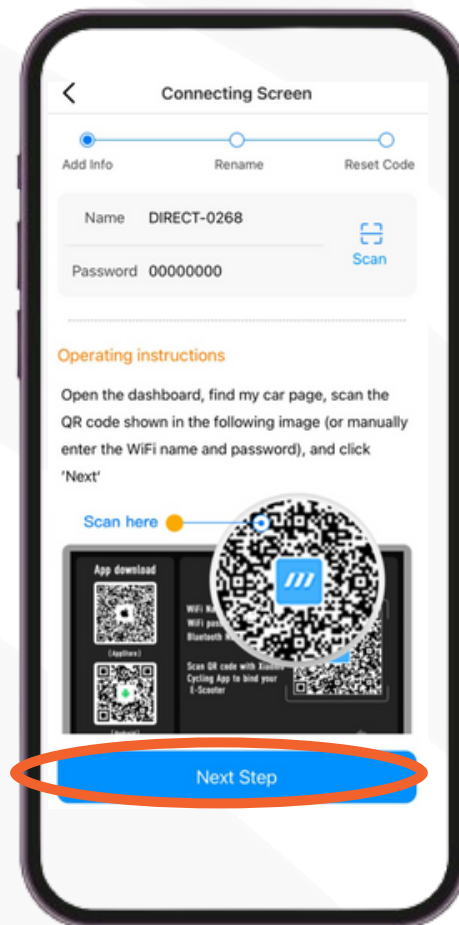 Connecting Screen
Add Info Rename Reset Code
Name DIRECT-0268
Password 00000000
Scan
Operating instructions
Open the dashboard, find my car page, scan the
QR code shown in the following image (or manually
enter the WiFi name and password), and click
'Next'
Scan here
App download
WiFi
WiFi
Bluetooth
(AppStore)
Scan QR code with
Cycling App to bind your
E-Scooter
Next Step